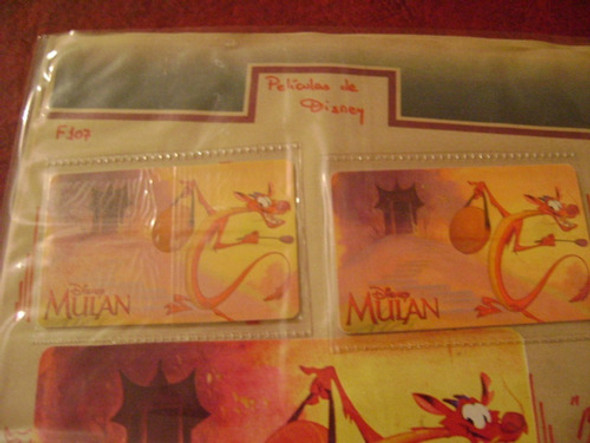 Películas de
Disney
F307
Disney
MULAN
Disney
MULAN